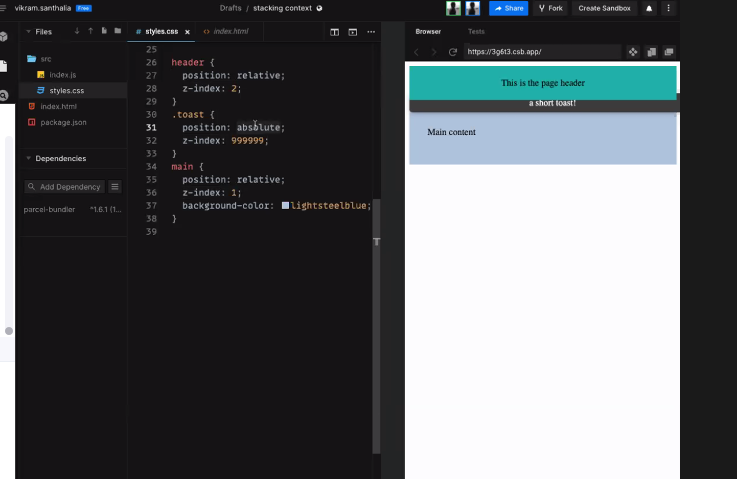 vikram.santhalia Free
Drafts / stacking context
Share
Fork
Create Sandbox
Files
src
index.js
styles.css
index.html
package.json
Dependencies
Add Dependency
parcel-bundler ^1.6.1 (1...
styles.css x
<> index.html
25
26 header {
27 position: relative;
28 z-index: 2;
29 }
30 .toast {
31 position: absolute;
32 z-index: 999999;
33 }
34 main {
35 position: relative;
36 z-index: 1;
37 background-color: lightsteelblue;
38 }
39
Browser
Tests
https://3g6t3.csb.app/
This is the page header
a short toast!
Main content